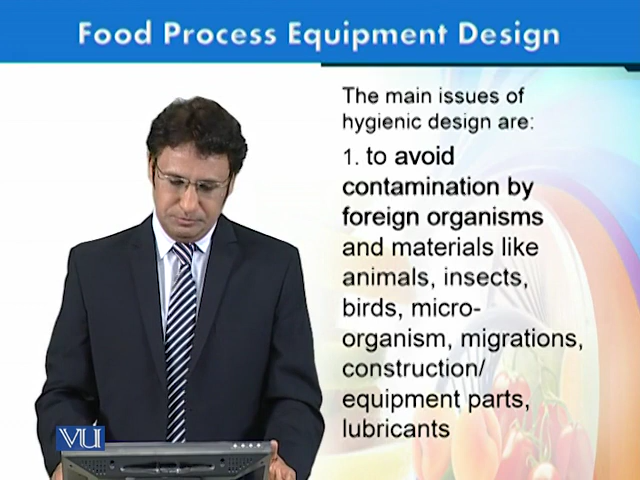 Food Process Equipment Design
The main issues of
hygienic design are:
1. to avoid
contamination by
foreign organisms
and materials like
animals, insects,
birds, micro-
organism, migrations,
construction/
equipment parts,
lubricants
VU